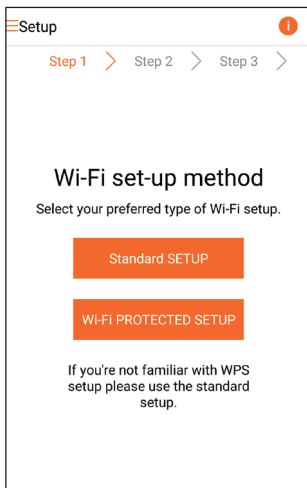 Setup
i
Step 1 > Step 2 > Step 3 >
Wi-Fi set-up method
Select your preferred type of Wi-Fi setup.
Standard SETUP
Wi-Fi PROTECTED SETUP
If you're not familiar with WPS
setup please use the standard
setup.